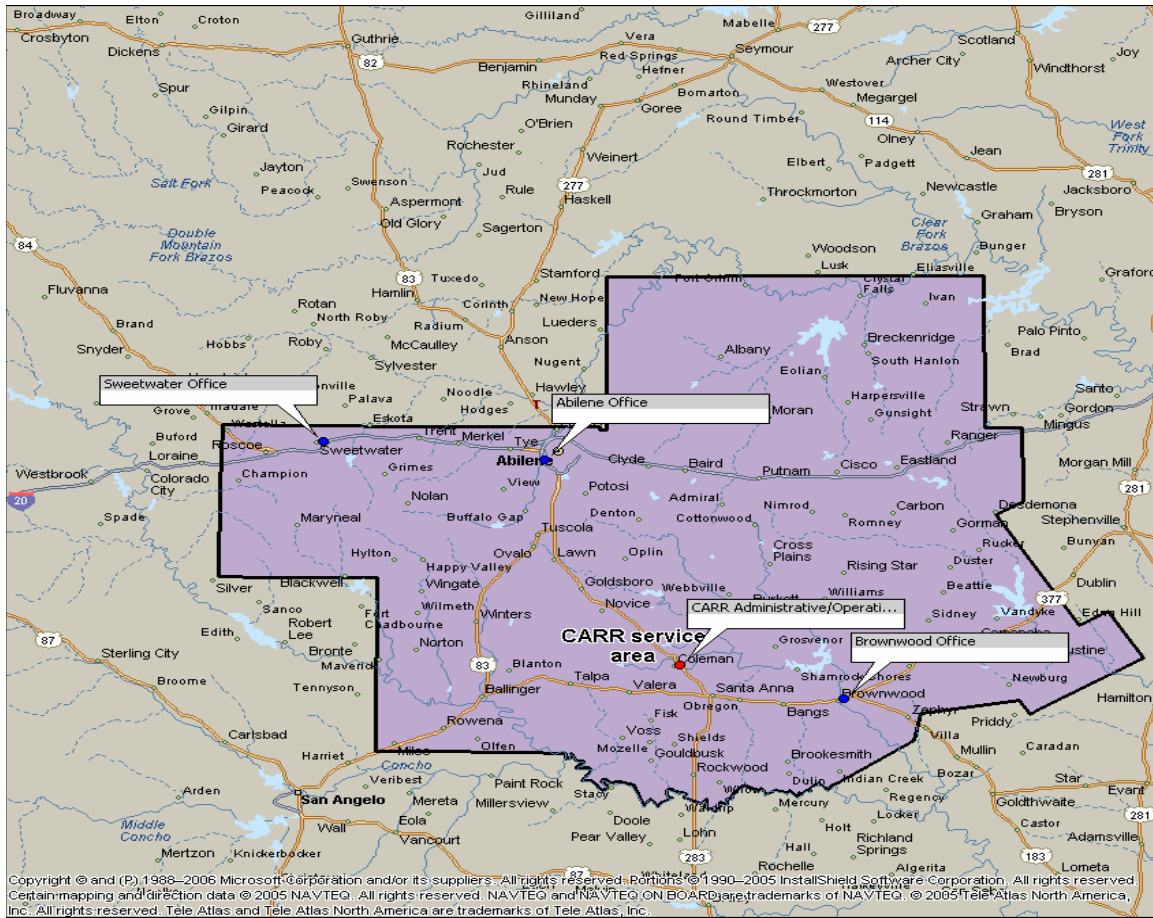 Broadway
Elton
Croton
Gilliland
Mabelle
277
Scotland
Crosbyton
Dickens
Guthrie
Vera
Red Springs
Seymour
Archer City
Joy
82
Benjamin
Hefner
Windthorst
Spur
Rhineland
Munday
Bomarton
Westover
Megargel
Gilpin
Goree
Round Timber
114
Girard
O'Brien
Olney
West
Fork
Trinity
Rochester
Weinert
Elbert
Padgett
Jean
Jayton
Jud
281
Salt Fork
Peacock
Swenson
Rule
277
Throckmorton
Newcastle
Jacksboro
Aspermont
Haskell
Graham
Bryson
Old Glory
Sagerton
Clear
Fork
Brazos
84
Double
Mountain
Fork Brazos
Woodson
Bunger
Lusk
Eliasville
83
Tuxedo
Stamford
Fort Griffin
Crystal
Falls
Graford
Fluvanna
Hamlin
Rotan
Corinth
New Hope
Ivan
North Roby
Radium
Lueders
Palo Pinto
Brand
Hobbs
Roby
McCaulley
Anson
Breckenridge
Brad
Snyder
Sylvester
Nugent
Albany
South Hanlon
Eolian
Hawley
Santo
Sweetwater Office
Noodle
Abilene Office
Harpersville
Palava
Hodges
T
Moran
Gunsight
Strawn
Gordon
Grove
Eskota
Mingus
Buford
Westella
Trent
Merkel
Tye
Ranger
Loraine
Roscoe
Sweetwater
Abilene
Clyde
Baird
Cisco
Eastland
Morgan Mill
Westbrook
Champion
Grimes
Putnam
Colorado
City
View
Potosi
281
20
Nolan
Admiral
Nimrod
Carbon
Desdemona
Spade
Maryneal
Buffalo Gap
Denton
Cottonwood
Romney
Gorman
Stephenville
Tuscola
Bunyan
Hylton
Ovalo
Lawn
Oplin
Cross
Plains
Rucker
Happy Valley
Rising Star
Duster
Silver
Blackwell
Wingate
Goldsboro
Webbville
Williams
Beattie
Dublin
Sanco
Fort
Chadbourne
Wilmeth
Winters
Novice
Burkett
377
Edna Hill
Robert
Lee
CARR Administrative/Operati...
Sidney
Vandyke
87
Edith
Norton
CARR service
area
Grosvenor
Brownwood Office
Bronte
Sterling City
Maverick
83
Blanton
Coleman
Shamrock Shores
Broome
Tennyson
Talpa
Valera
Newburg
Ballinger
Santa Anna
Brownwood
Hamilton
Obregon
Bangs
Zephyr
Rowena
Fisk
Priddy
Carlsbad
Voss
Shields
Villa
Olfen
Mozelle
Gouldbusk
Brookesmith
Mullin
Caradan
Harriet
Miles
Concho
Rockwood
Veribest
Paint Rock
Dulin
Indian Creek
Bozar
Star
Arden
San Angelo
Mereta
Millersview
Stacy
Mercury
Regency
Goldthwaite
Evant
Middle
Concho
Eola
Doole
Locker
281
Wall
Pear Valley
Lohn
Holt
Castor
Vancourt
Hall
Richland
Springs
Adamsville
Mertzon
Knickerbocker
283
Rochelle
Algerita
183
Lometa
87
Copyright © and (P) 1988–2006 Microsoft Corporation and/or its suppliers. All rights reserved. Portions © 1990–2005 InstallShield Software Corporation. All rights reserved.
Certain mapping and direction data © 2005 NAVTEQ. All rights reserved. NAVTEQ and NAVTEQ ON BOARD are trademarks of NAVTEQ. © 2005 Tele Atlas North America,
Inc. All rights reserved. Tele Atlas and Tele Atlas North America are trademarks of Tele Atlas, Inc.